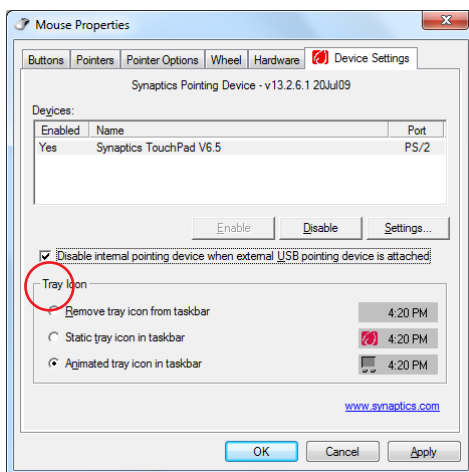 Mouse Properties
Buttons Pointers Pointer Options Wheel Hardware Device Settings
Synaptics Pointing Device - v13.2.6.1 20Jul09
Devices:
Enabled Name Port
Yes Synaptics TouchPad V6.5 PS/2
Enable Disable Settings...
Disable internal pointing device when external USB pointing device is attached
Tray Icon
Remove tray icon from taskbar 4:20 PM
Static tray icon in taskbar 4:20 PM
Animated tray icon in taskbar 4:20 PM
www.synaptics.com
OK Cancel Apply